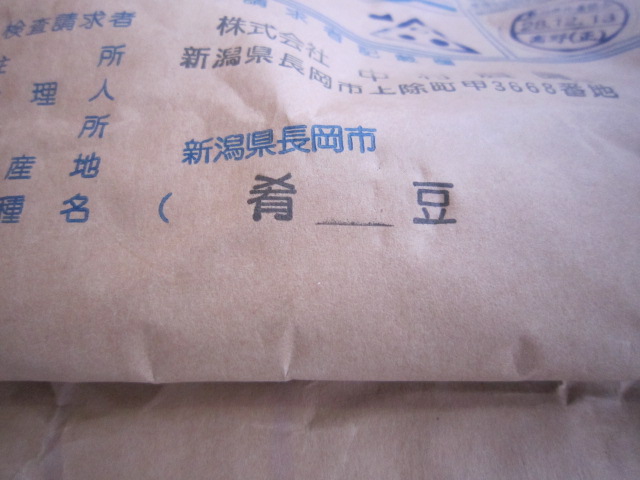 検査請求者 株式会社
住所 新潟県長岡市上除町甲3668番地
理人
所
産地 新潟県長岡市
種名 ( 肴 豆